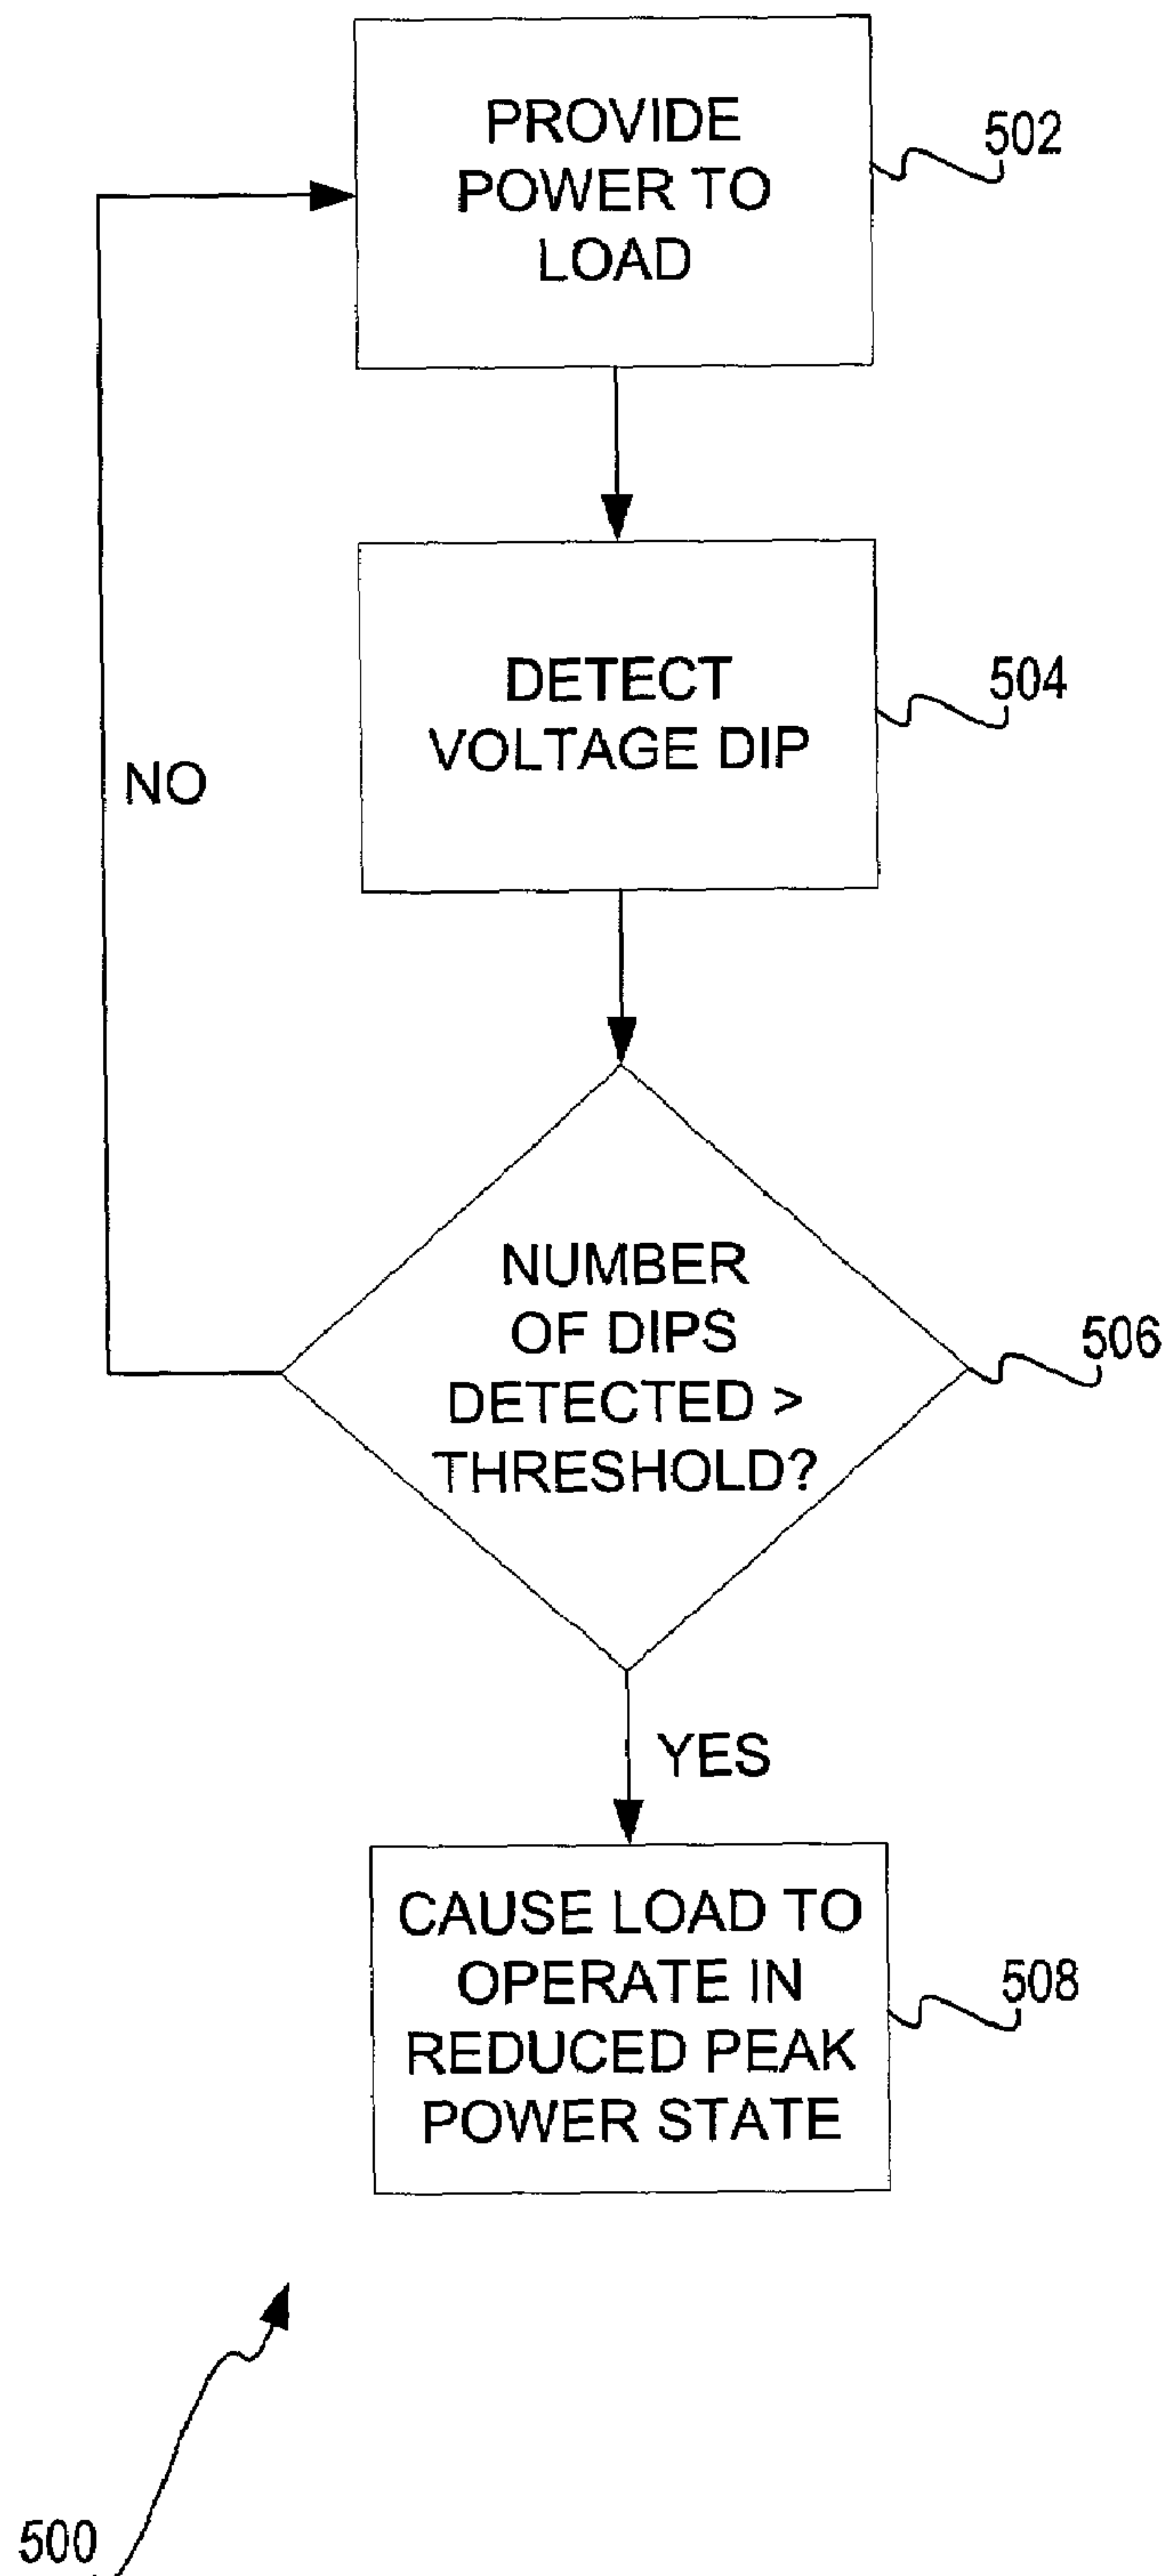 PROVIDE
POWER TO
LOAD
502
DETECT
VOLTAGE DIP
504
NO
NUMBER
OF DIPS
DETECTED >
THRESHOLD?
506
YES
CAUSE LOAD TO
OPERATE IN
REDUCED PEAK
POWER STATE
508
500